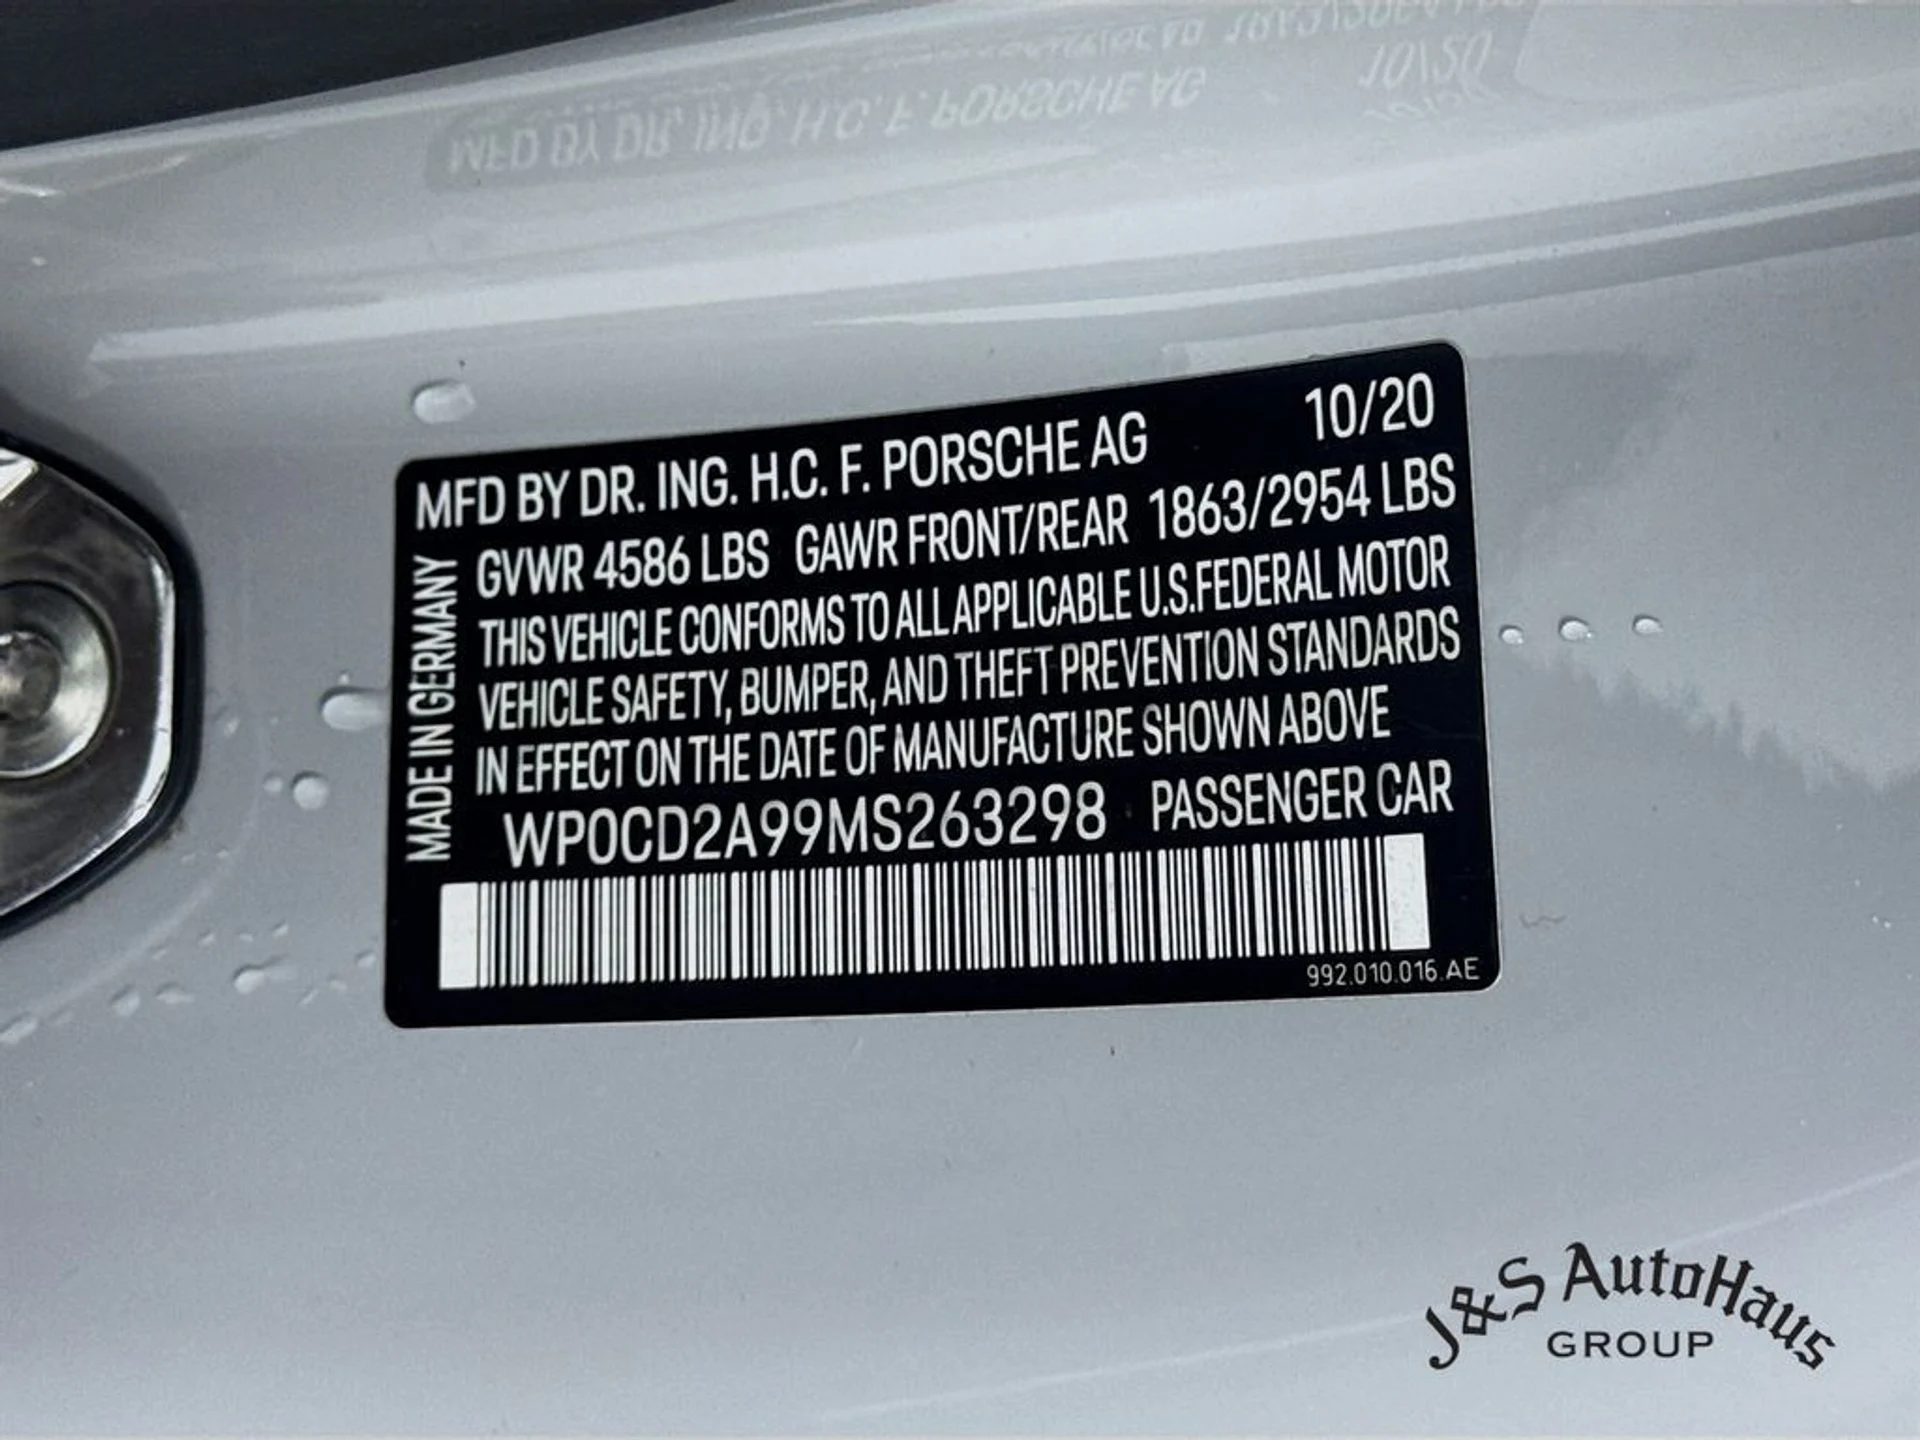 MFD BY DR. ING. H.C. F. PORSCHE AG 10/20
GVWR 4586 LBS GAWR FRONT/REAR 1863/2954 LBS
THIS VEHICLE CONFORMS TO ALL APPLICABLE U.S.FEDERAL MOTOR
VEHICLE SAFETY, BUMPER, AND THEFT PREVENTION STANDARDS
IN EFFECT ON THE DATE OF MANUFACTURE SHOWN ABOVE
WP0CD2A99MS263298 PASSENGER CAR
MADE IN GERMANY
992.010.016.AE
J&S AutoHaus
GROUP